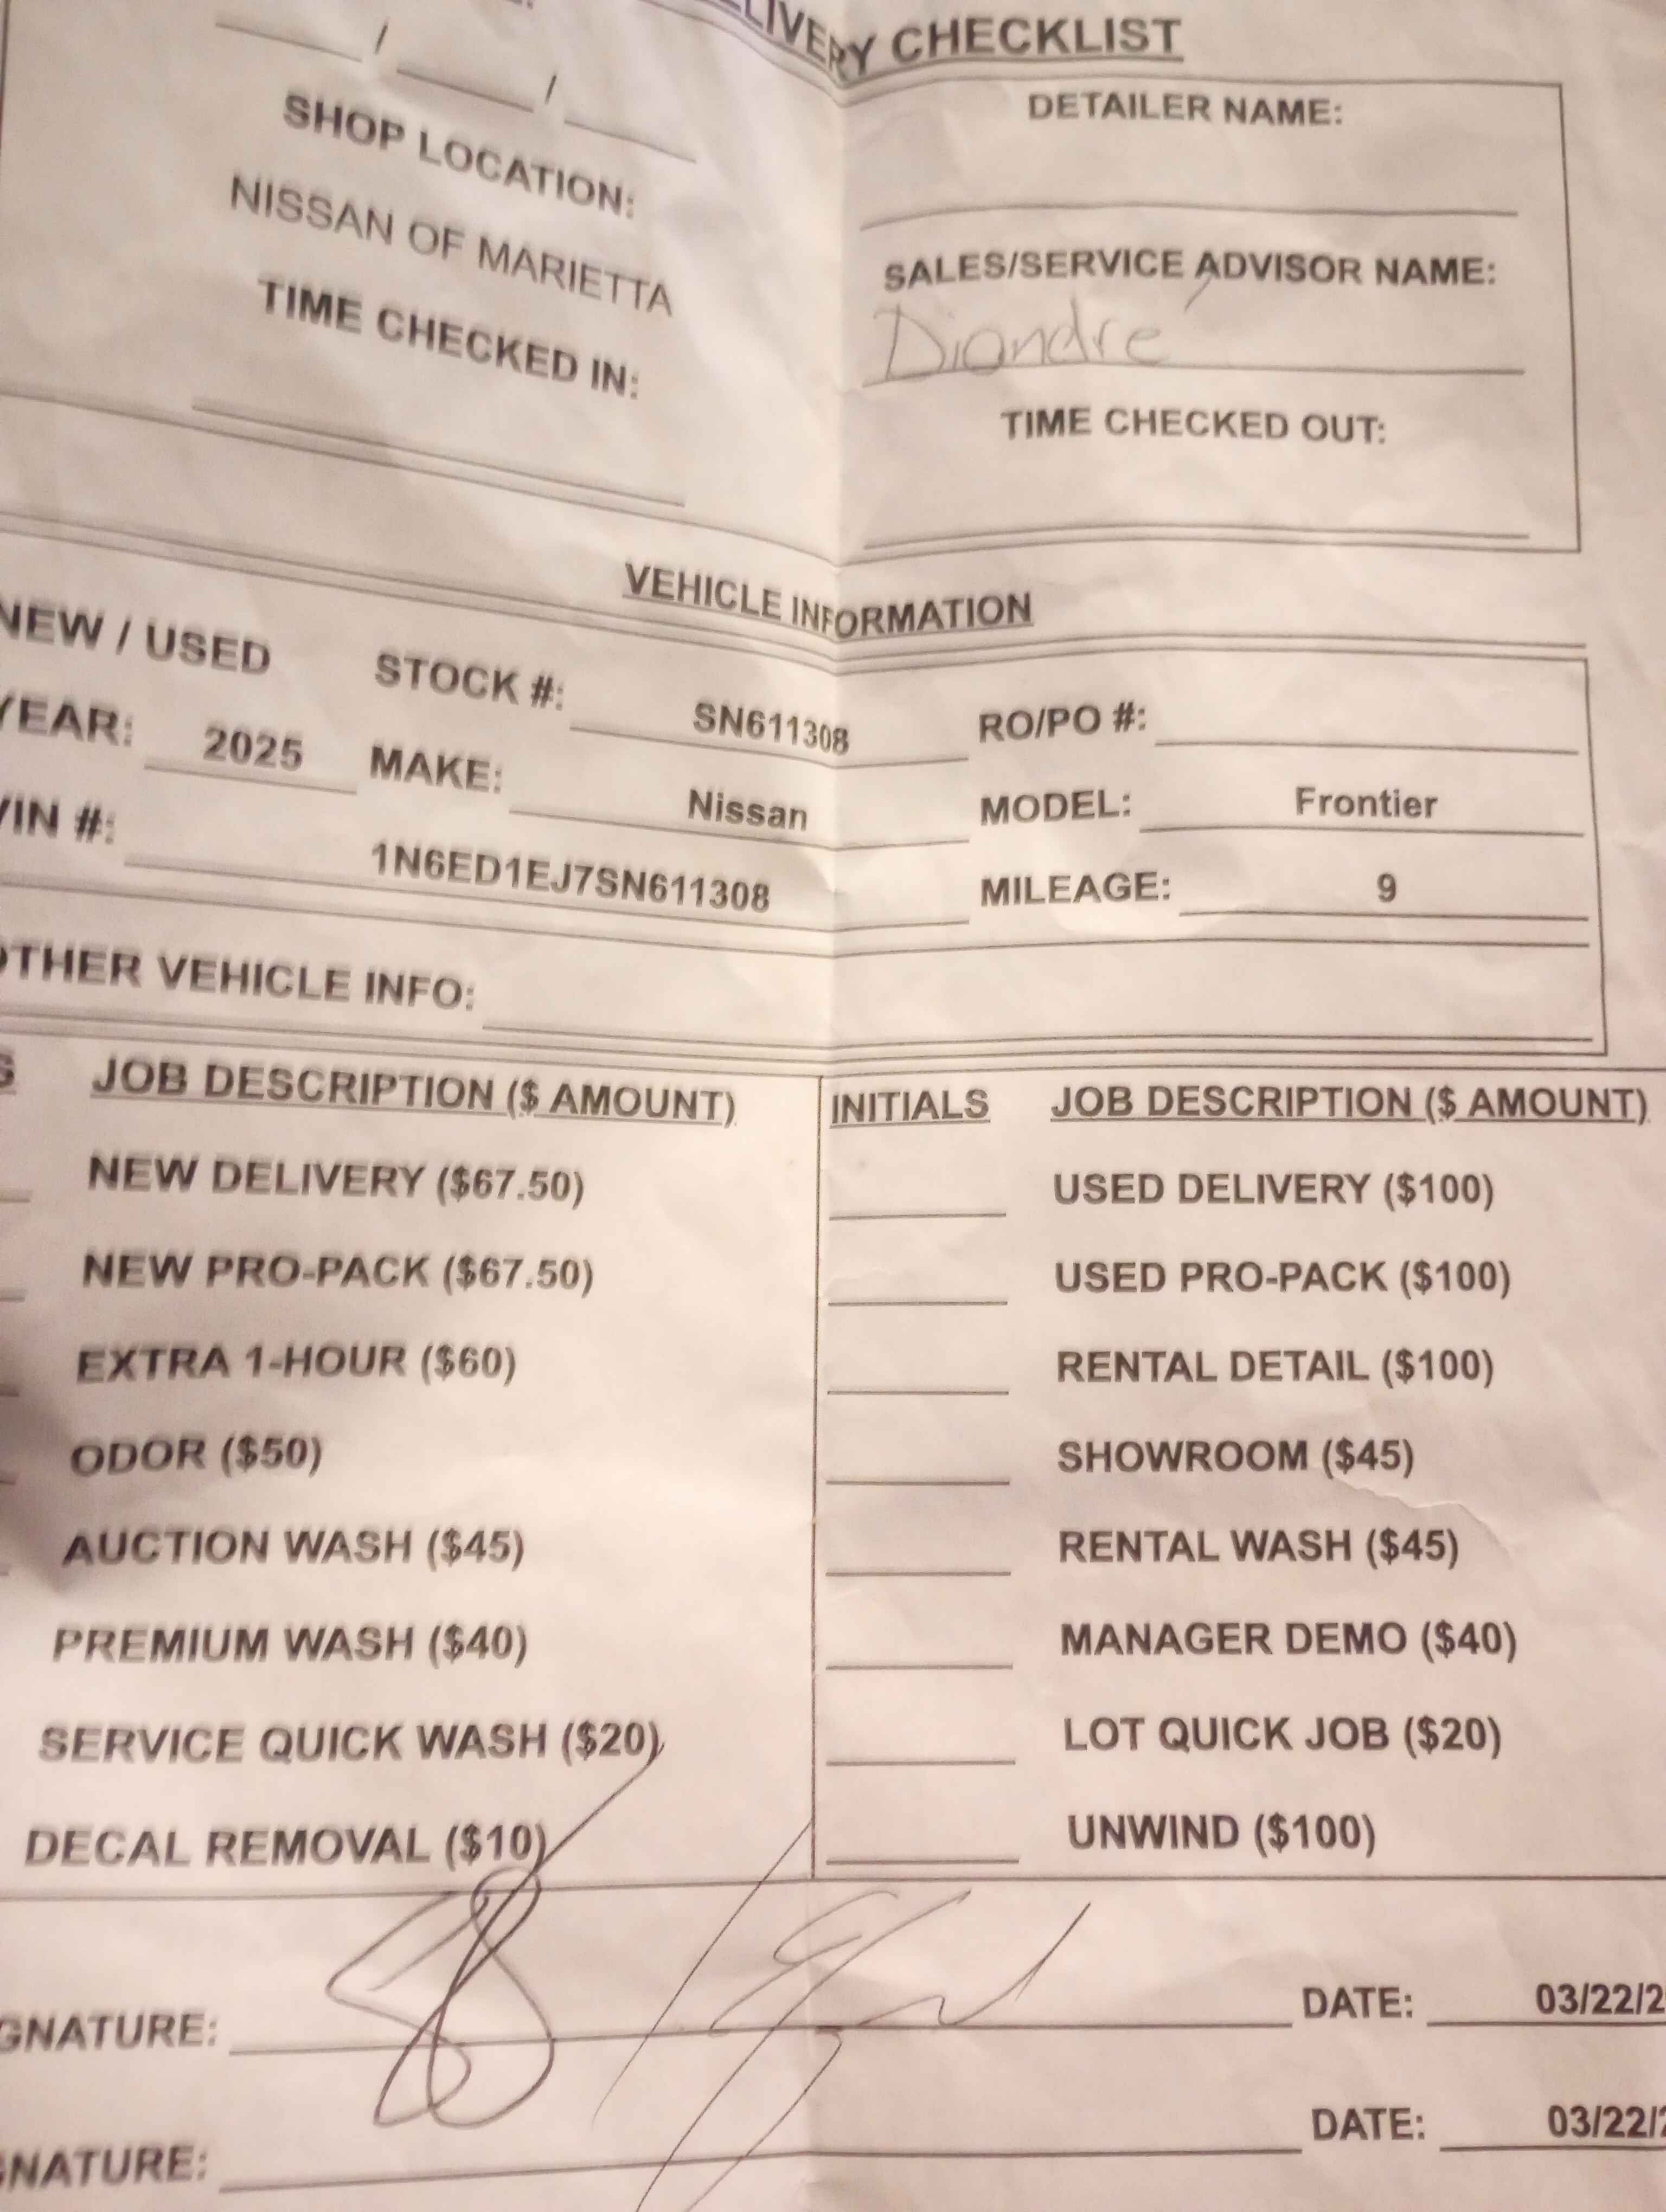 LIVERY CHECKLIST
/ /
SHOP LOCATION:
NISSAN OF MARIETTA
TIME CHECKED IN:
DETAILER NAME:
SALES/SERVICE ADVISOR NAME:
Diandre
TIME CHECKED OUT:
VEHICLE INFORMATION
NEW / USED STOCK #: SN611308 RO/PO #:
YEAR: 2025 MAKE: Nissan MODEL: Frontier
VIN #: 1N6ED1EJ7SN611308 MILEAGE: 9
OTHER VEHICLE INFO:
S JOB DESCRIPTION ($ AMOUNT) INITIALS JOB DESCRIPTION ($ AMOUNT)
NEW DELIVERY ($67.50) USED DELIVERY ($100)
NEW PRO-PACK ($67.50) USED PRO-PACK ($100)
EXTRA 1-HOUR ($60) RENTAL DETAIL ($100)
ODOR ($50) SHOWROOM ($45)
AUCTION WASH ($45) RENTAL WASH ($45)
PREMIUM WASH ($40) MANAGER DEMO ($40)
SERVICE QUICK WASH ($20) LOT QUICK JOB ($20)
DECAL REMOVAL ($10) UNWIND ($100)
GNATURE: DATE: 03/22/2
NATURE: DATE: 03/22/2